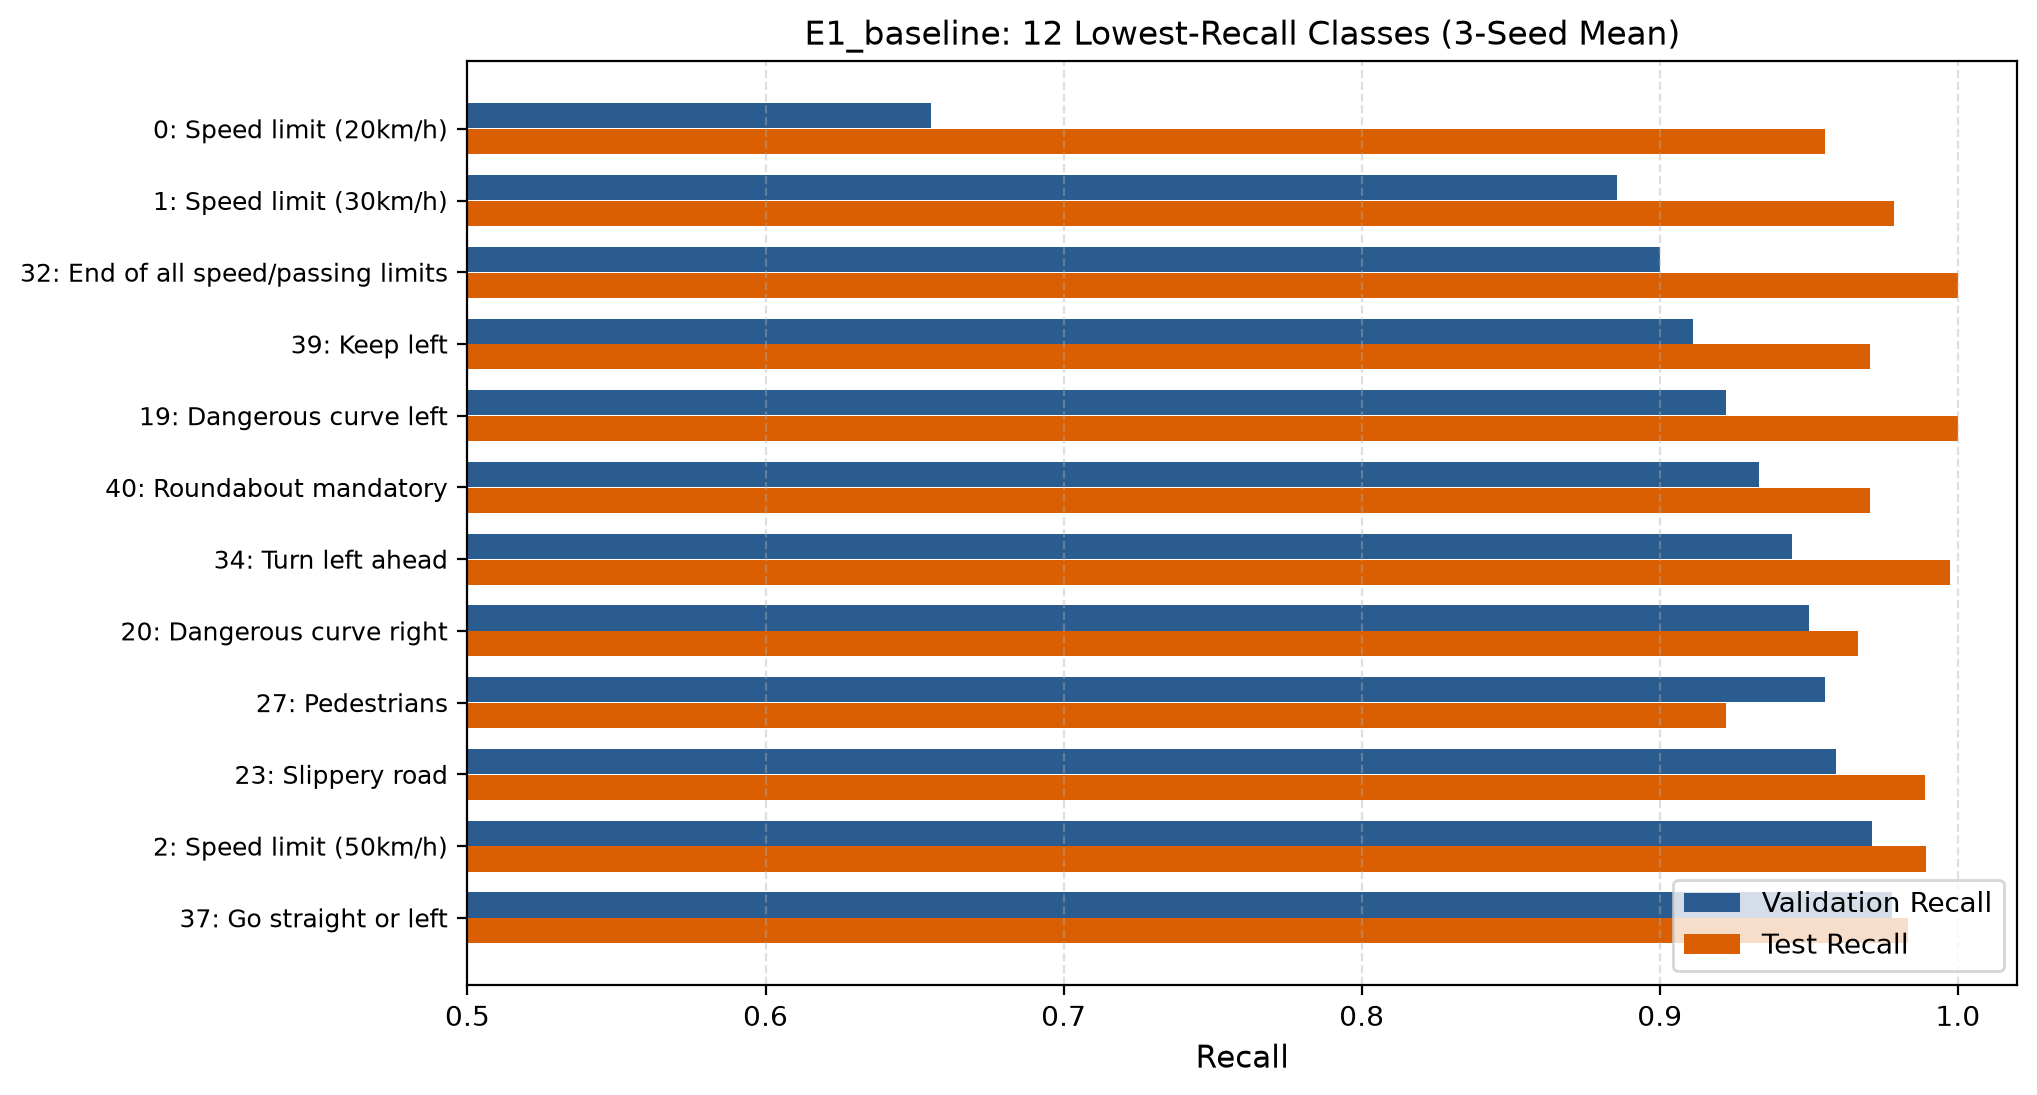 E1_baseline: 12 Lowest-Recall Classes (3-Seed Mean)
0: Speed limit (20km/h)
1: Speed limit (30km/h)
32: End of all speed/passing limits
39: Keep left
19: Dangerous curve left
40: Roundabout mandatory
34: Turn left ahead
20: Dangerous curve right
27: Pedestrians
23: Slippery road
2: Speed limit (50km/h)
37: Go straight or left
Validation Recall
Test Recall
0.5 0.6 0.7 0.8 0.9 1.0
Recall